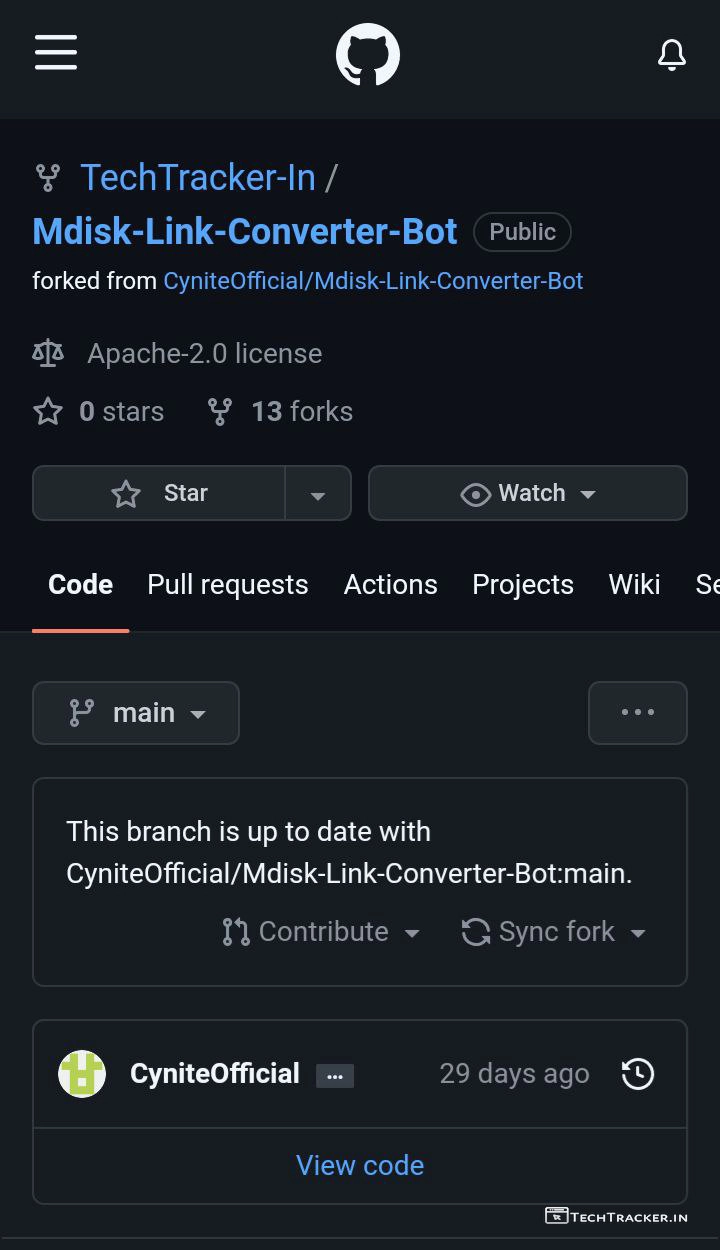 TechTracker-In /
Mdisk-Link-Converter-Bot Public
forked from CyniteOfficial/Mdisk-Link-Converter-Bot
Apache-2.0 license
0 stars 13 forks
Star Watch
Code Pull requests Actions Projects Wiki Se
main ...
This branch is up to date with
CyniteOfficial/Mdisk-Link-Converter-Bot:main.
Contribute Sync fork
CyniteOfficial ... 29 days ago
View code
TECHTRACKER.IN